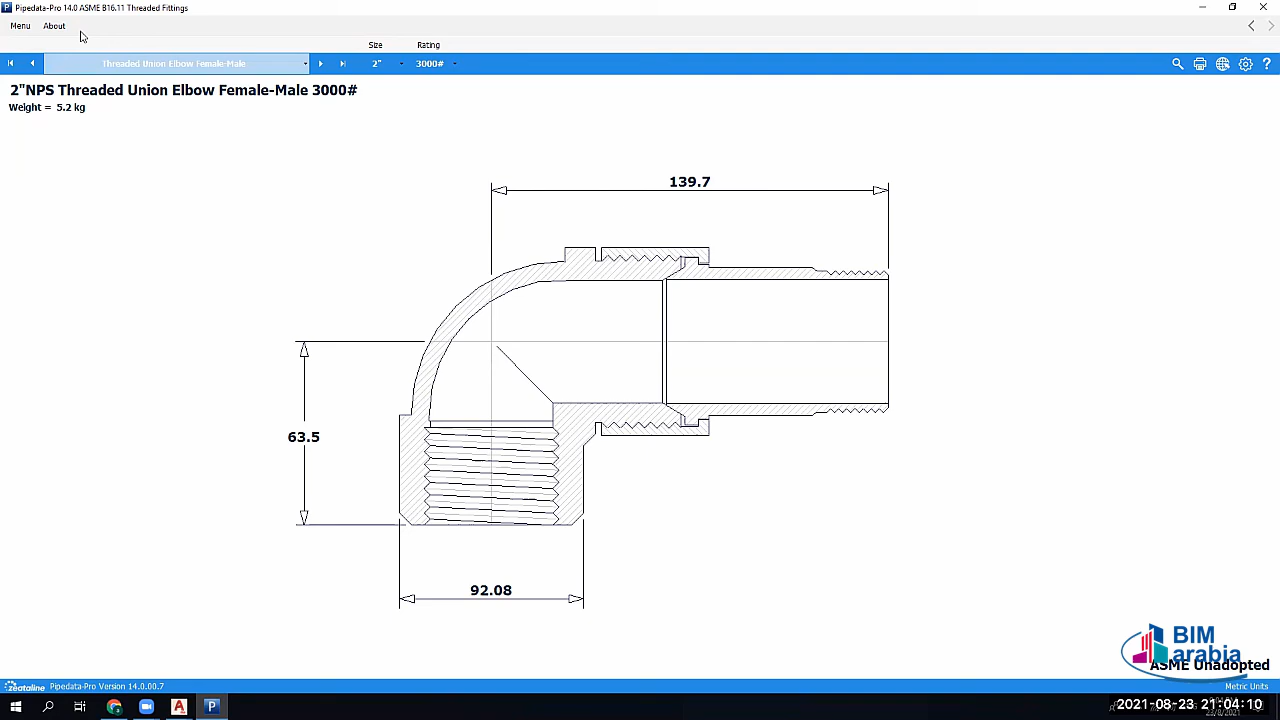 Pipedata-Pro 14.0 ASME B16.11 Threaded Fittings
Menu About
Size Rating
Threaded Union Elbow Female-Male 2" 3000#
2"NPS Threaded Union Elbow Female-Male 3000#
Weight = 5.2 kg
139.7
63.5
92.08
BIM
arabia
ASME Unadopted
Zeataline Pipedata-Pro Version 14.0.00.7 Metric Units
2021-08-23 21:04:10